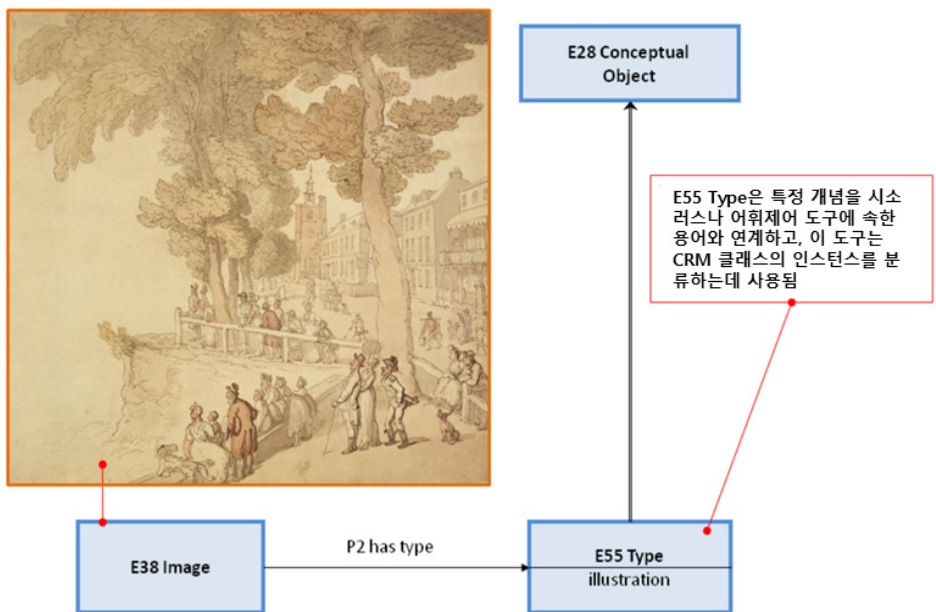 E28 Conceptual
Object
E55 Type은 특정 개념을 시소
러스나 어휘제어 도구에 속한
용어와 연계하고, 이 도구는
CRM 클래스의 인스턴스를 분
류하는데 사용됨
E38 Image
P2 has type
E55 Type
illustration